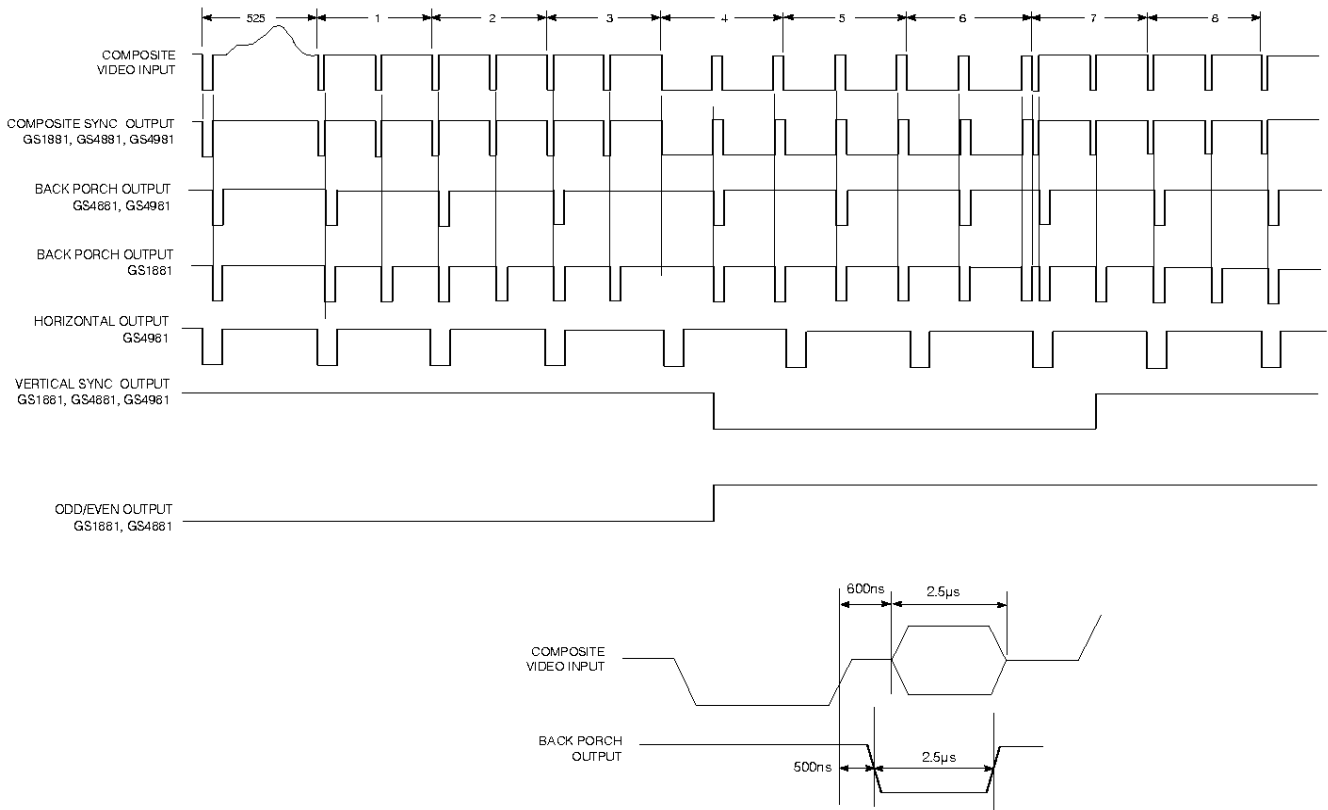 525 1 2 3 4 5 6 7 8
COMPOSITE
VIDEO INPUT
COMPOSITE SYNC OUTPUT
GS1881, GS4881, GS4981
BACK PORCH OUTPUT
GS4881, GS4981
BACK PORCH OUTPUT
GS1881
HORIZONTAL OUTPUT
GS4981
VERTICAL SYNC OUTPUT
GS1881, GS4881, GS4981
ODD/EVEN OUTPUT
GS1881, GS4881
600ns 2.5µs
COMPOSITE
VIDEO INPUT
BACK PORCH
OUTPUT
500ns 2.5µs